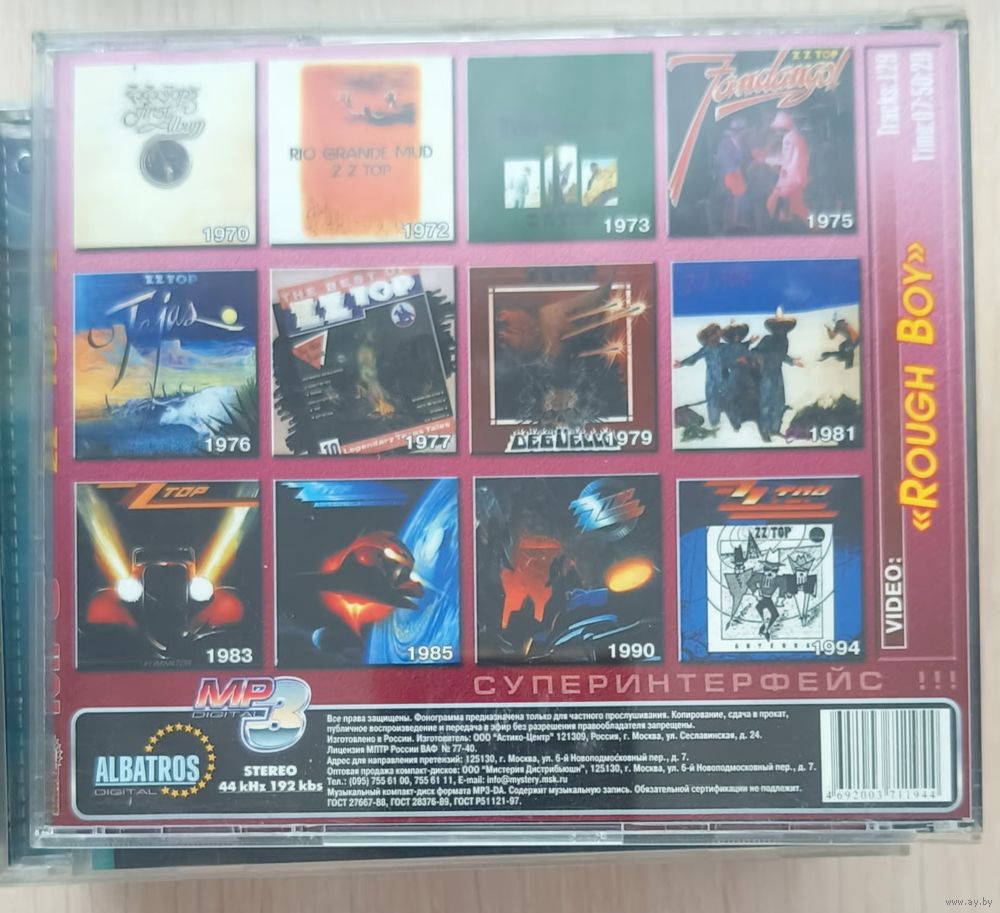 ZZ Top's
First
Album
1970
RIO GRANDE MUD
Z Z TOP
1972
1973
ZZ TOP
Fandango!
1975
Tracks:129
Time:07:50:20
ZZ TOP
Tejas
1976
THE BEST OF
ZZ TOP
10 Legendary Texas Tales
1977
DEGUELLO
1979
1981
ZZ TOP
ELIMINATOR
1983
1985
1990
ZZ TOP
ZZ TOP
ANTENNA
1994
VIDEO:
«ROUGH BOY»
СУПЕРИНТЕРФЕЙС !!!
MP3
DIGITAL
ALBATROS
DIGITAL
STEREO
44 kHz 192 kbs
Все права защищены. Фонограмма предназначена только для частного прослушивания. Копирование, сдача в прокат,
публичное воспроизведение и передача в эфир без разрешения правообладателя запрещены.
Изготовлено в России. Изготовитель: ООО "Астико-Центр" 121309, Россия, г. Москва, ул. Сеславинская, д. 24.
Лицензия МПТР России ВАФ № 77-40.
Адрес для направления претензий: 125130, г. Москва, ул. 6-й Новоподмосковный пер., д. 7.
Оптовая продажа компакт-дисков: ООО "Мистерия Дистрибьюшн", 125130, г. Москва, ул. 6-й Новоподмосковный пер., д. 7.
Тел.: (095) 755 61 00, 755 61 11, E-mail: info@mystery.msk.ru
Музыкальный компакт-диск формата MP3-DA. Содержит музыкальную запись. Обязательной сертификации не подлежит.
ГОСТ 27667-88, ГОСТ 28376-89, ГОСТ Р51121-97.
4 692003 711944
www.ay.by